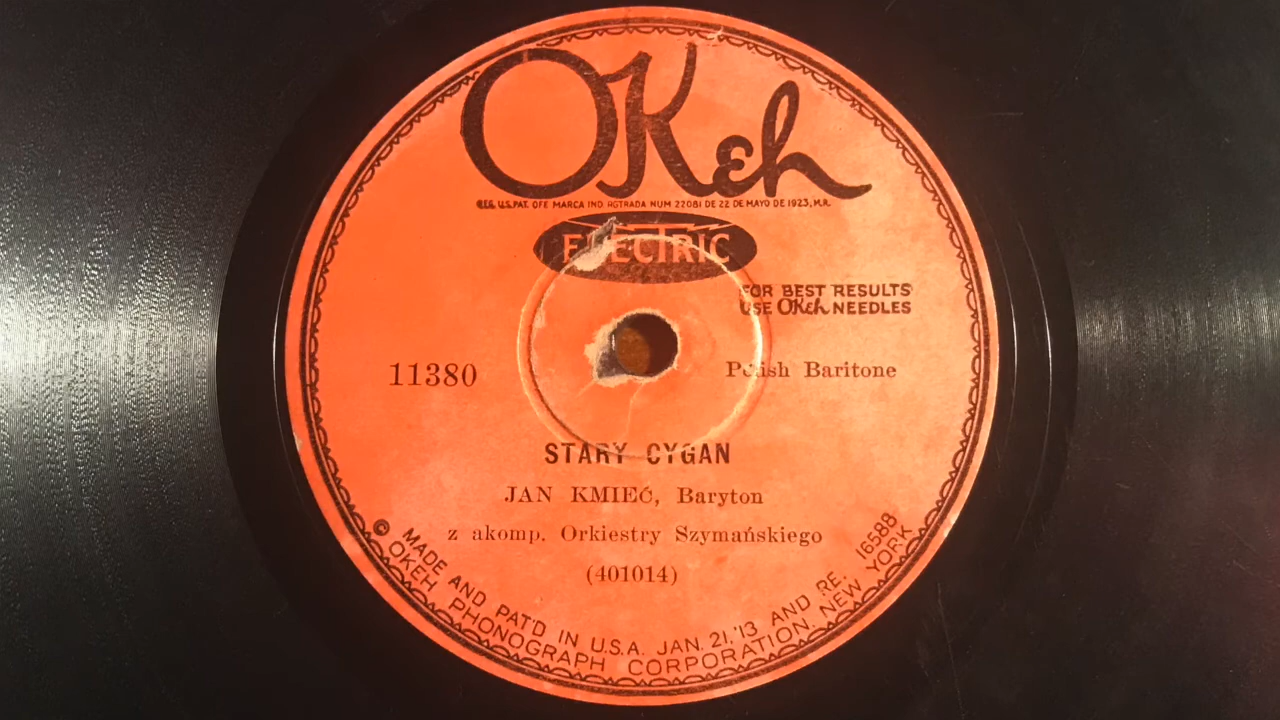 OKeh
REG. U.S. PAT. OFF. MARCA IND. RGTRADA NUM 22081 DE 22 DE MAYO DE 1923, M.R.
ELECTRIC
FOR BEST RESULTS
USE OKeh NEEDLES
11380
Polish Baritone
STARY CYGAN
JAN KMIEĆ, Baryton
z akomp. Orkiestry Szymańskiego
(401014)
© MADE AND PAT'D IN U.S.A. JAN. 21, '13 AND RE. 16588
OKEH PHONOGRAPH CORPORATION. NEW YORK